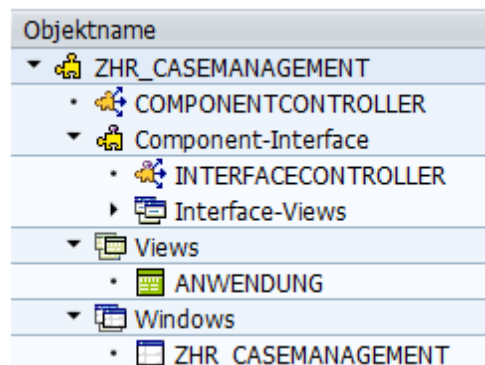 Objektname
ZHR_CASEMANAGEMENT
COMPONENTCONTROLLER
Component-Interface
INTERFACECONTROLLER
Interface-Views
Views
ANWENDUNG
Windows
ZHR_CASEMANAGEMENT